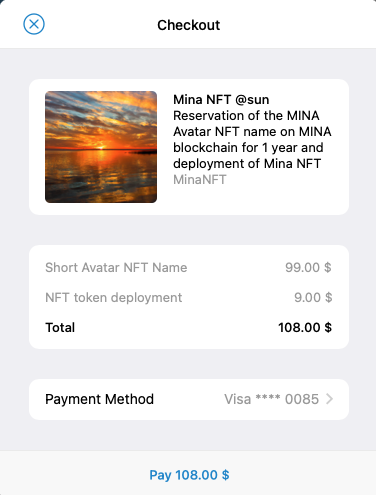 Checkout
Mina NFT @sun
Reservation of the MINA
Avatar NFT name on MINA
blockchain for 1 year and
deployment of Mina NFT
MinaNFT
Short Avatar NFT Name 99.00 $
NFT token deployment 9.00 $
Total 108.00 $
Payment Method Visa **** 0085
Pay 108.00 $